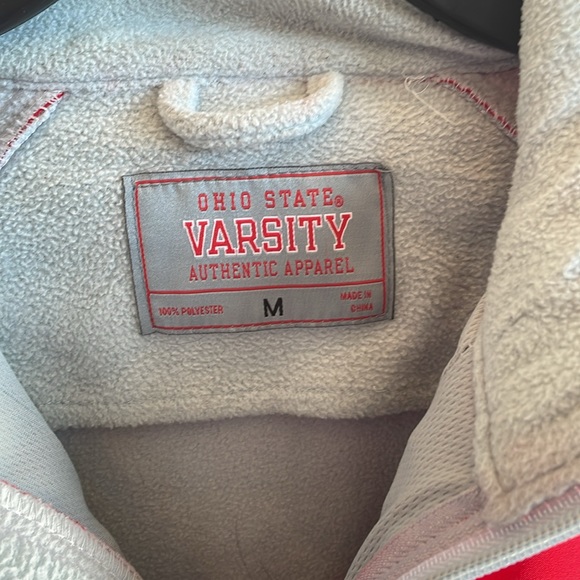 OHIO STATE®
VARSITY
AUTHENTIC APPAREL
100% POLYESTER M MADE IN
CHINA